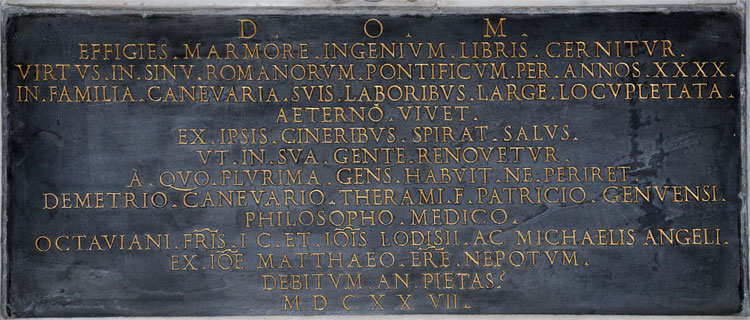 D. O. M.
EFFIGIES. MARMORE. INGENIVM. LIBRIS. CERNITVR.
VIRTVS. IN. SINV. ROMANORVM. PONTIFICVM. PER. ANNOS. XXXX.
IN. FAMILIA. CANEVARIA. SVIS. LABORIBVS. LARGE. LOCVPLETATA.
AETERNO. VIVET.
EX. IPSIS. CINERIBVS. SPIRAT. SALVS.
VT. IN. SVA. GENTE. RENOVETVR.
À. QVO. PLVRIMA. GENS. HABVIT. NE. PERIRET.
DEMETRIO. CANEVARIO. THERAMI. F. PATRICIO. GENVENSI.
PHILOSOPHO. MEDICO.
OCTAVIANI. FRIS. I. C. ET. IOIS. LODISII. AC. MICHAELIS. ANGELI.
EX. IOE. MATTHAEO. ERE. NEPOTVM.
DEBITVM. AN. PIETAS.
M D C X X VII.